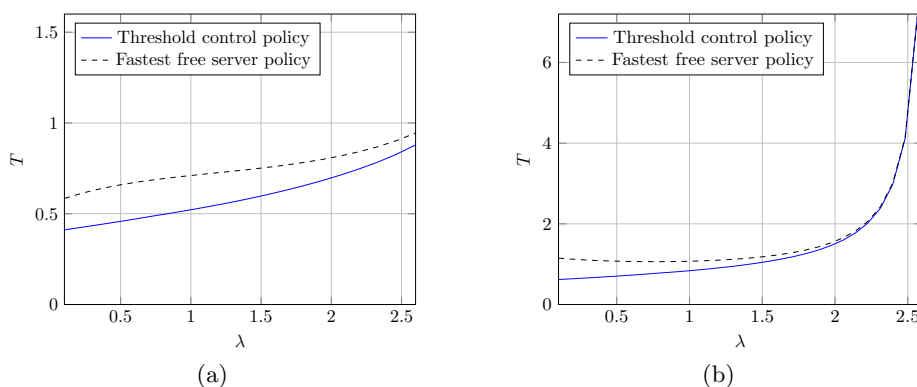 Threshold control policy
Fastest free server policy
1.5
1
0.5
0
T
0.5 1 1.5 2 2.5
λ
(a)
Threshold control policy
Fastest free server policy
6
4
2
0
T
0.5 1 1.5 2 2.5
λ
(b)